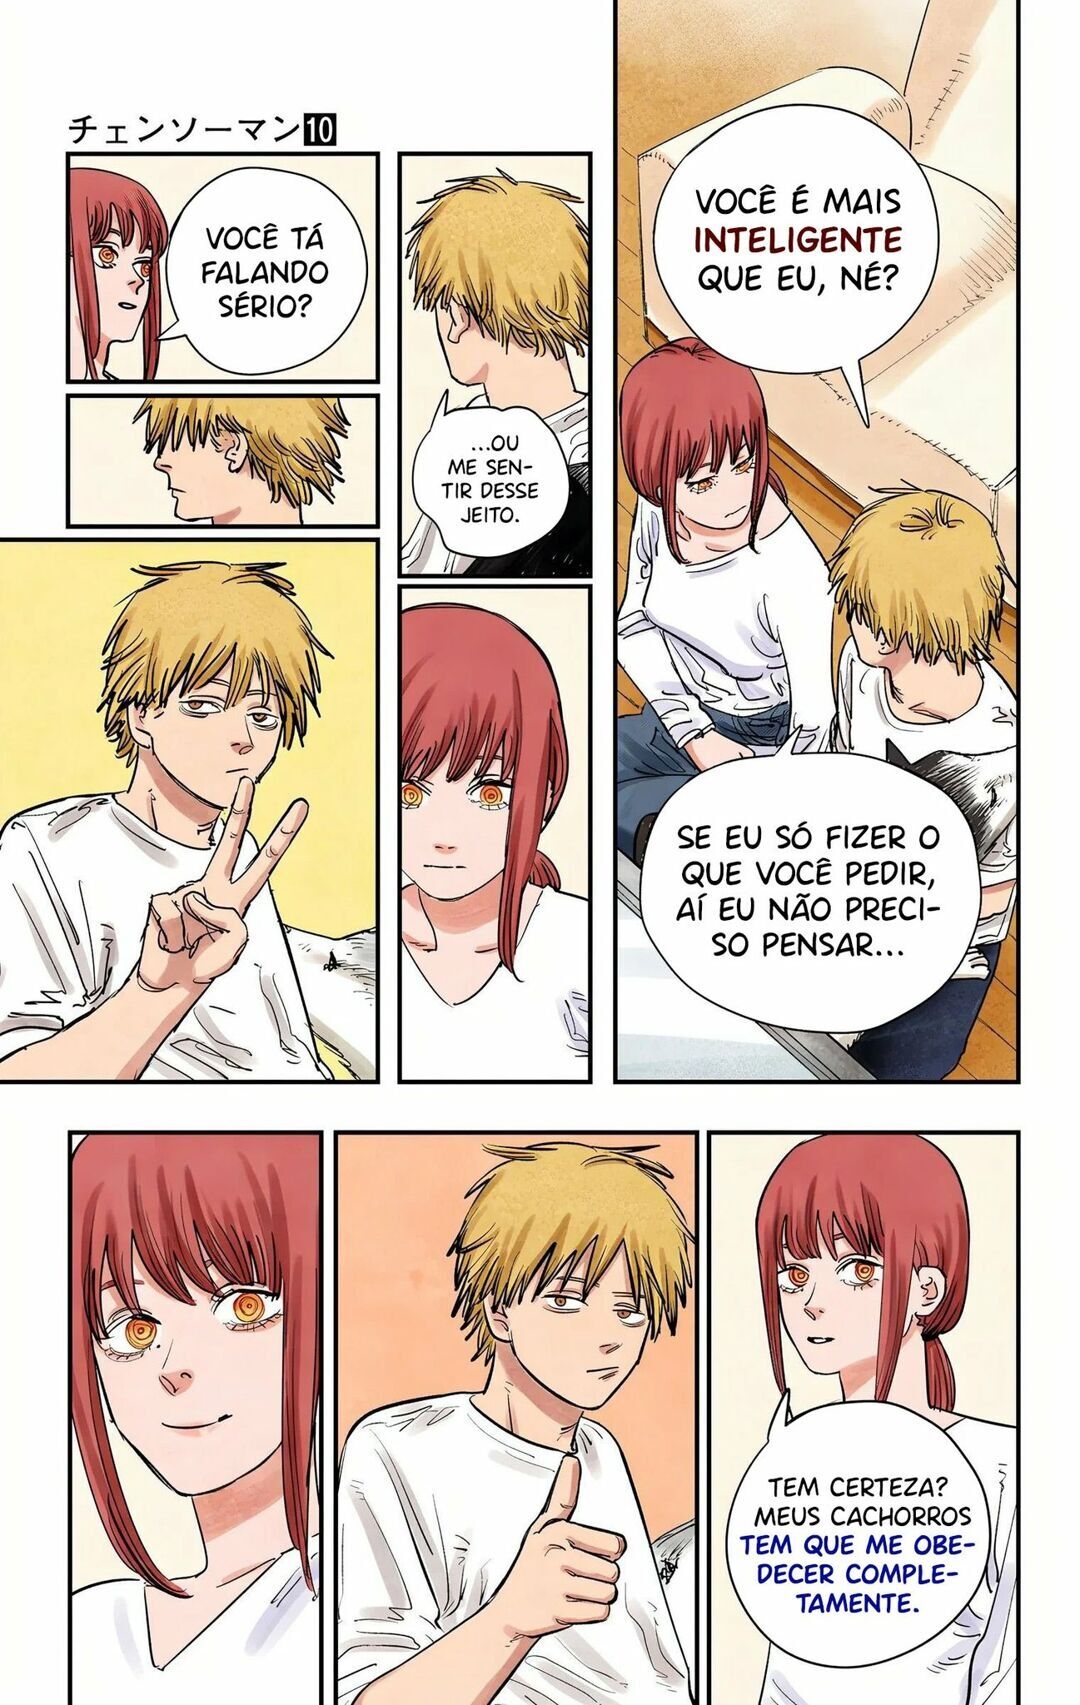 チェンソーマン10
VOCÊ É MAIS
INTELIGENTE
QUE EU, NÉ?
SE EU SÓ FIZER O
QUE VOCÊ PEDIR,
AÍ EU NÃO PRECI-
SO PENSAR...
...OU
ME SEN-
TIR DESSE
JEITO.
VOCÊ TÁ
FALANDO
SÉRIO?
TEM CERTEZA?
MEUS CACHORROS
TEM QUE ME OBE-
DECER COMPLE-
TAMENTE.